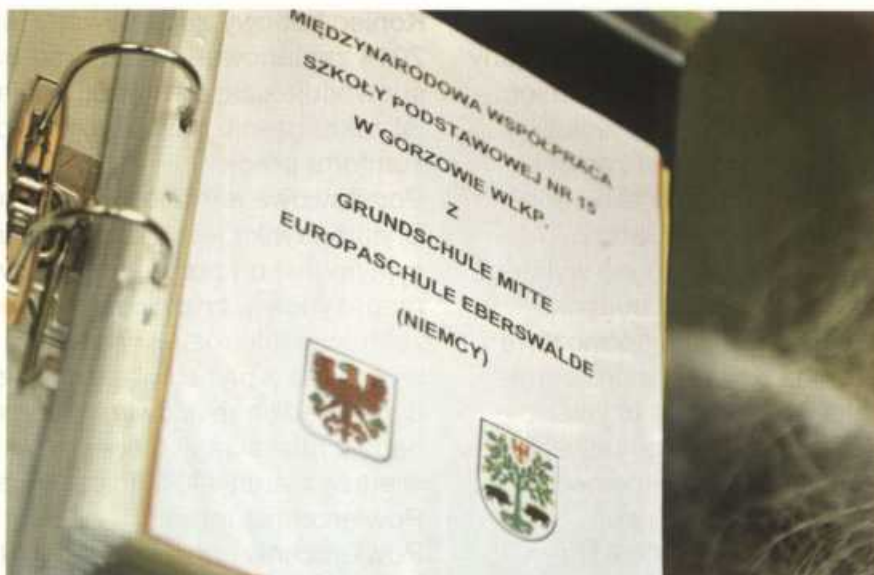 MIĘDZYNARODOWA WSPÓŁPRACA
SZKOŁY PODSTAWOWEJ NR 15
W GORZOWIE WLKP.
Z
GRUNDSCHULE MITTE
EUROPASCHULE EBERSWALDE
(NIEMCY)